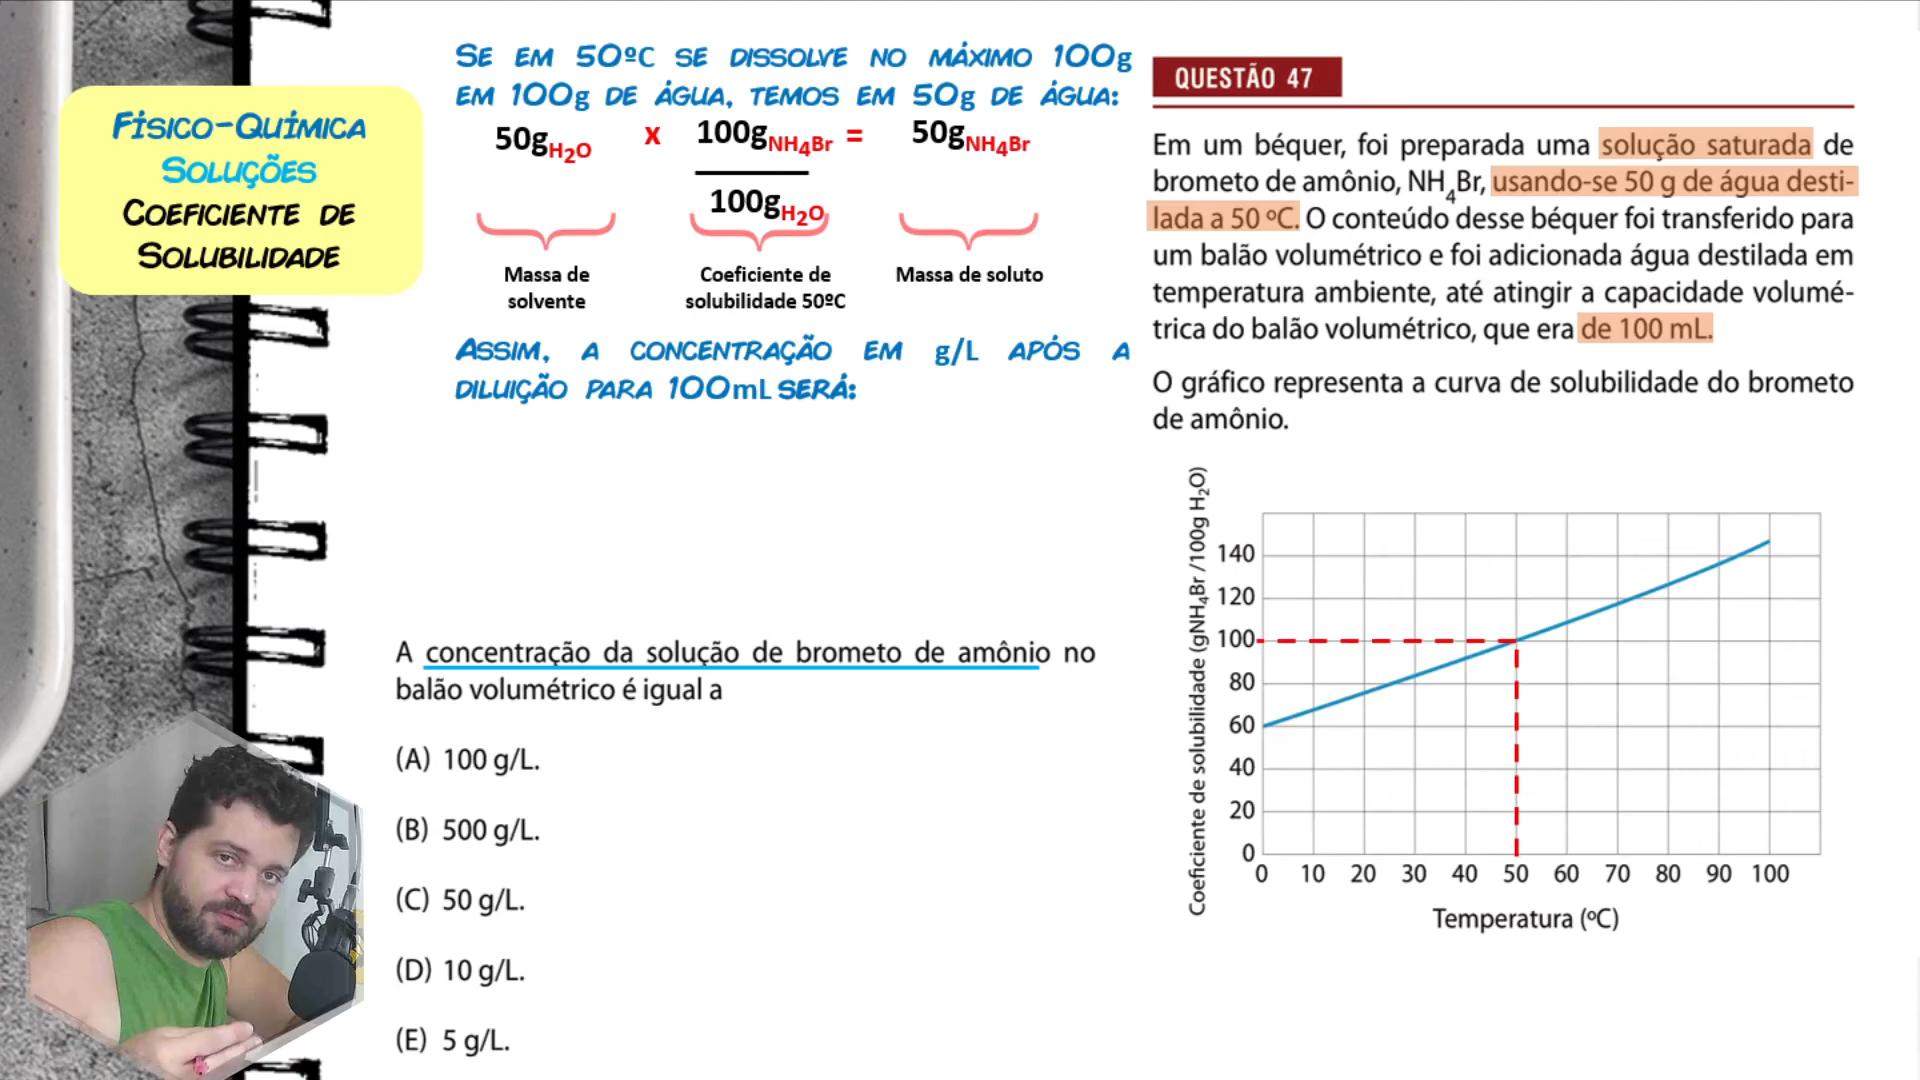 FÍSICO-QUÍMICA
SOLUÇÕES
COEFICIENTE DE
SOLUBILIDADE
SE EM 50ºC SE DISSOLVE NO MÁXIMO 100g
EM 100g DE ÁGUA, TEMOS EM 50g DE ÁGUA:
50gH₂O x 100gNH₄Br = 50gNH₄Br
100gH₂O
Massa de
solvente
Coeficiente de
solubilidade 50ºC
Massa de soluto
ASSIM, A CONCENTRAÇÃO EM g/L APÓS A
DILUIÇÃO PARA 100mL SERÁ:
A concentração da solução de brometo de amônio no
balão volumétrico é igual a
(A) 100 g/L.
(B) 500 g/L.
(C) 50 g/L.
(D) 10 g/L.
(E) 5 g/L.
QUESTÃO 47
Em um béquer, foi preparada uma solução saturada de
brometo de amônio, NH₄Br, usando-se 50 g de água desti-
lada a 50 ºC. O conteúdo desse béquer foi transferido para
um balão volumétrico e foi adicionada água destilada em
temperatura ambiente, até atingir a capacidade volumé-
trica do balão volumétrico, que era de 100 mL.
O gráfico representa a curva de solubilidade do brometo
de amônio.
Coeficiente de solubilidade (gNH₄Br /100g H₂O)
140
120
100
80
60
40
20
0
0 10 20 30 40 50 60 70 80 90 100
Temperatura (ºC)